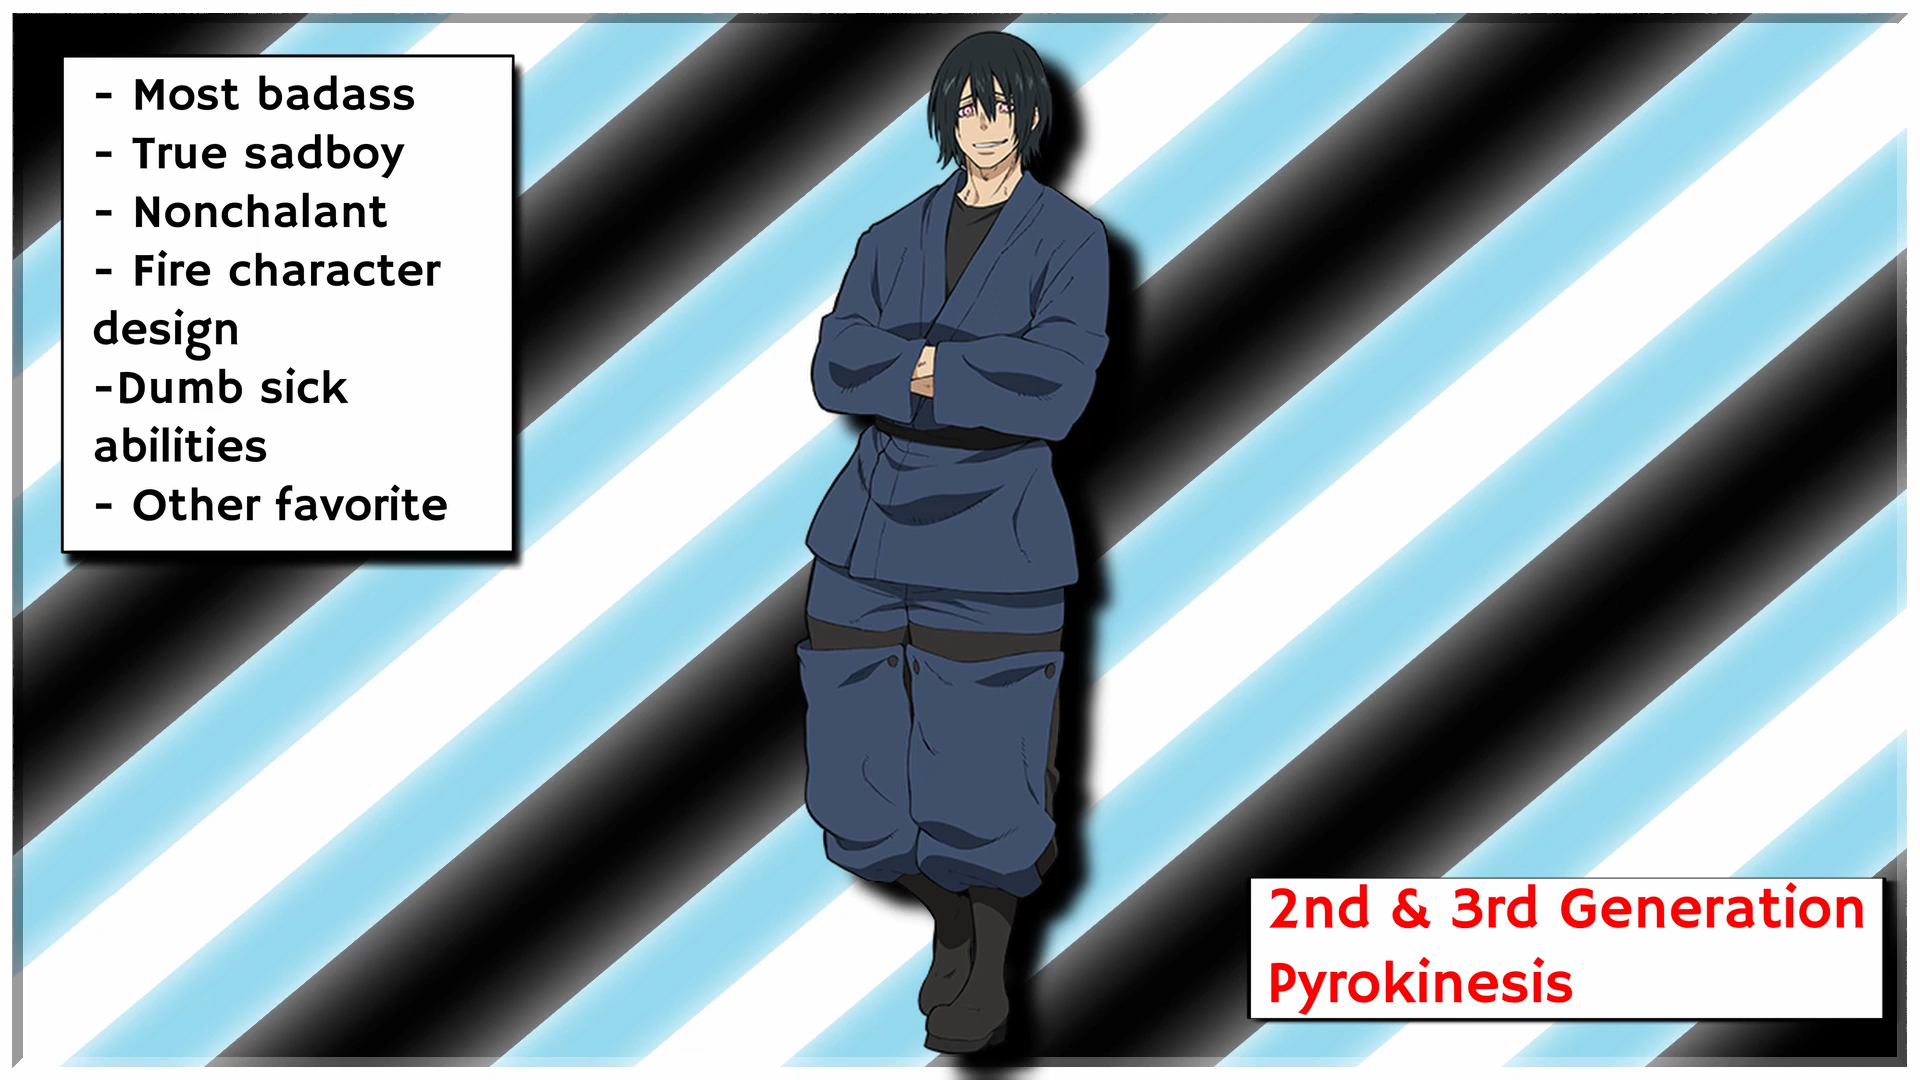 - Most badass
- True sadboy
- Nonchalant
- Fire character
design
-Dumb sick
abilities
- Other favorite
2nd & 3rd Generation
Pyrokinesis